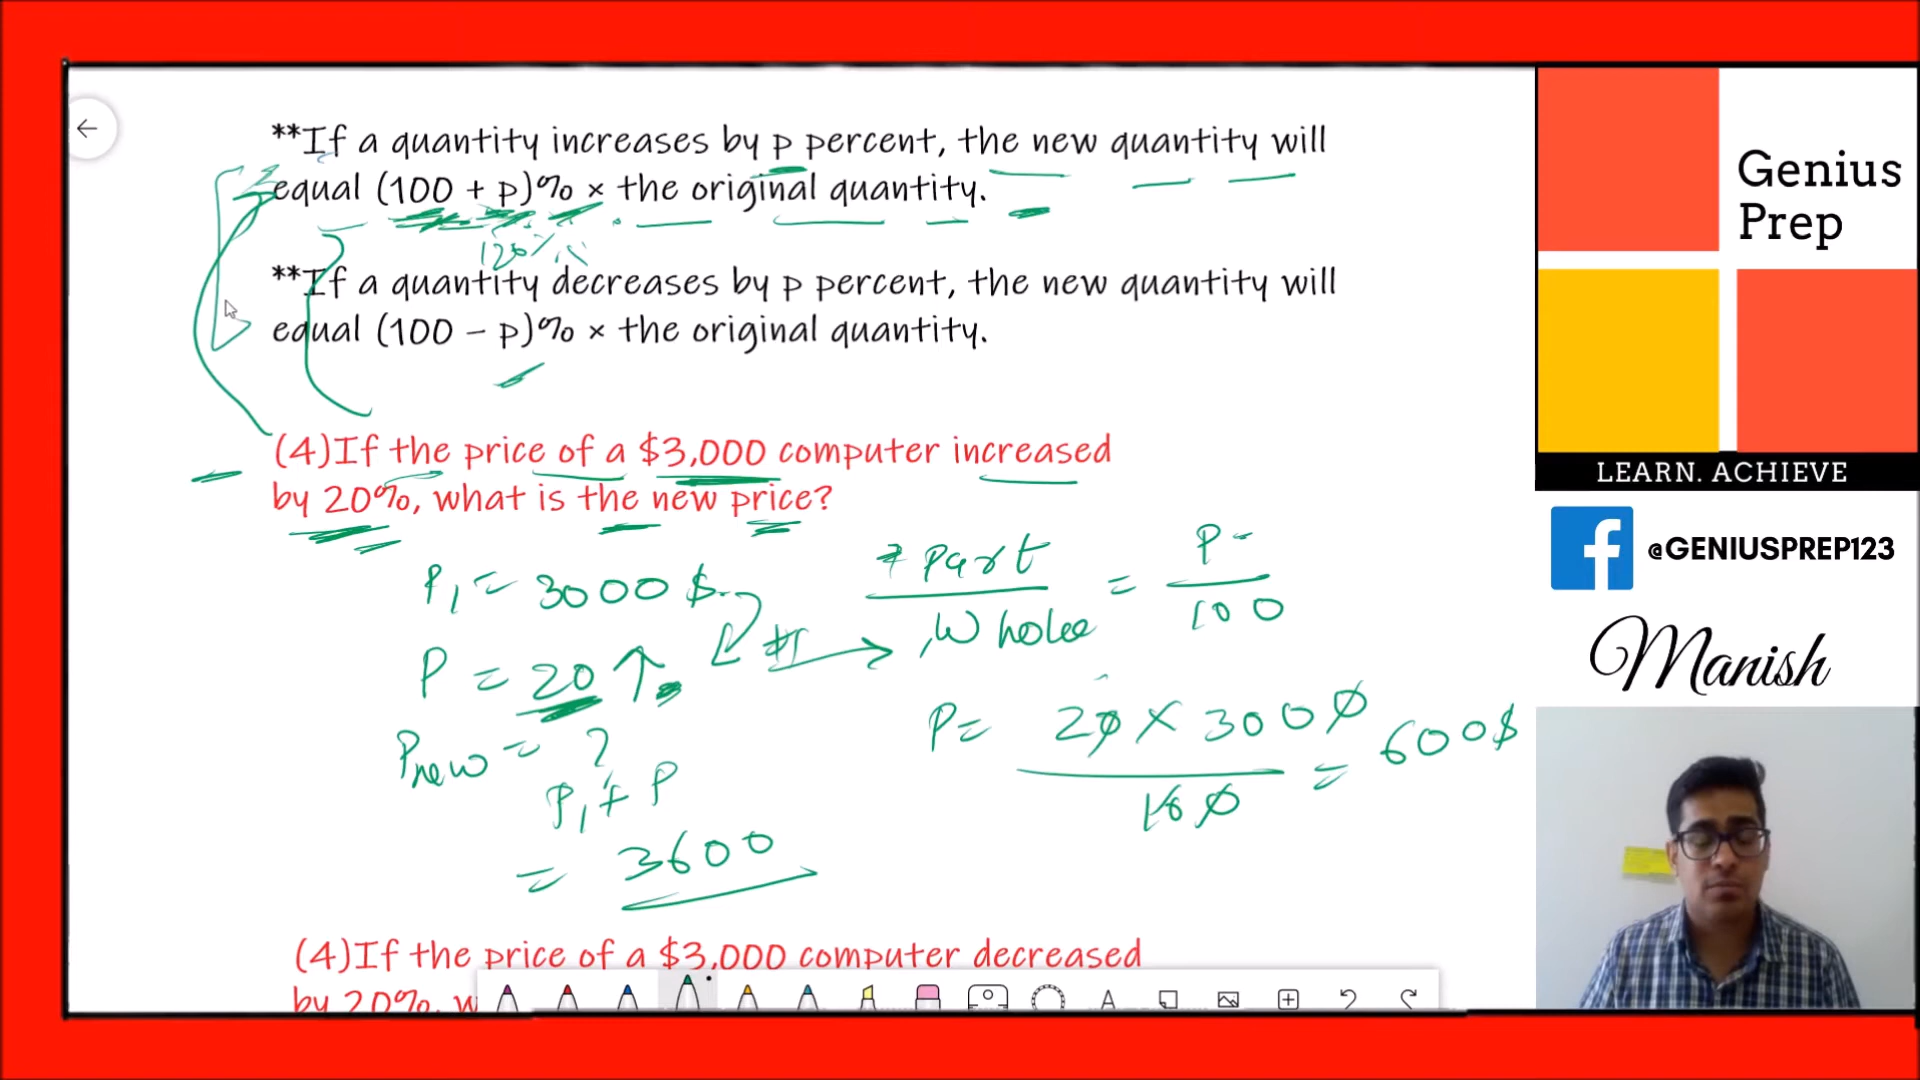 **If a quantity increases by p percent, the new quantity will
equal (100 + p)% × the original quantity.
120%
**If a quantity decreases by p percent, the new quantity will
equal (100 – p)% × the original quantity.
(4)If the price of a $3,000 computer increased
by 20%, what is the new price?
P1 = 3000 $
Part / Whole = P / 100
P = 20 ↑
P = 20 × 3000 / 100 = 600$
Pnew = ?
P1 + P
= 3600
(4)If the price of a $3,000 computer decreased
by 20%, w
Genius
Prep
LEARN. ACHIEVE
f @GENIUSPREP123
Manish